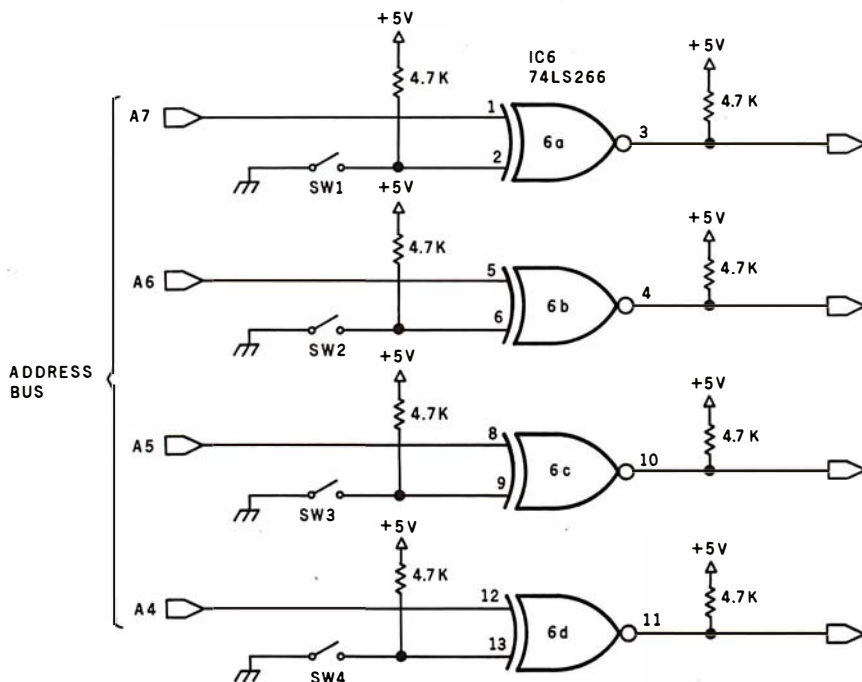 +5V
+5V
IC6
74LS266
4.7K
4.7K
A7
1
6a
3
2
SW1
+5V
+5V
4.7K
4.7K
A6
5
6b
4
6
SW2
+5V
ADDRESS
BUS
+5V
4.7K
4.7K
A5
8
6c
10
9
SW3
+5V
+5V
4.7K
4.7K
A4
12
6d
11
13
SW4